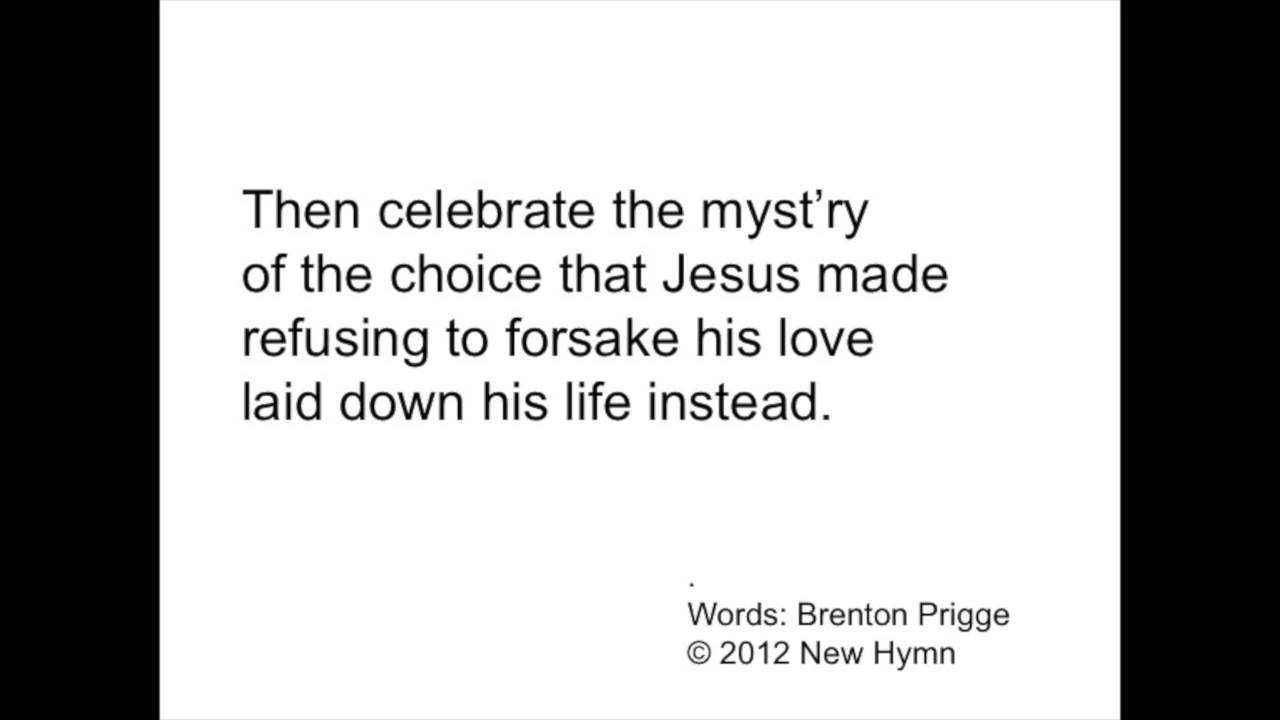 Then celebrate the myst’ry
of the choice that Jesus made
refusing to forsake his love
laid down his life instead.
.
Words: Brenton Prigge
© 2012 New Hymn